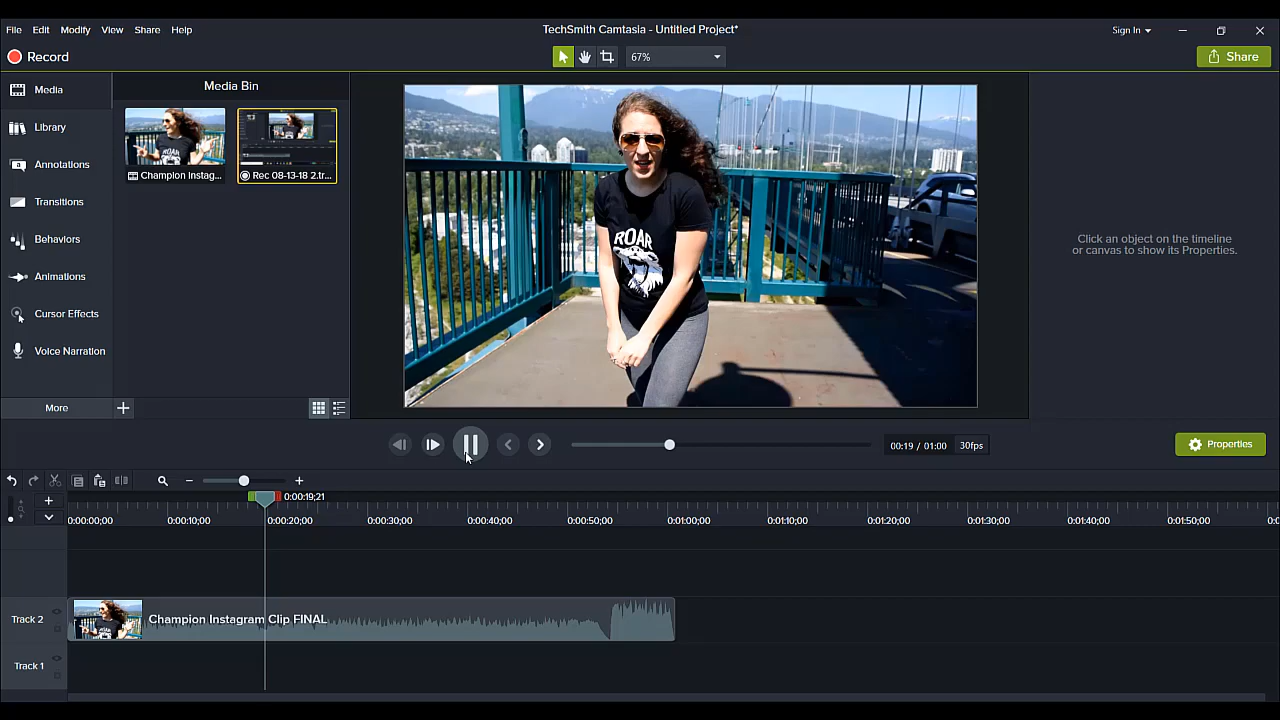 TechSmith Camtasia - Untitled Project*
File Edit Modify View Share Help
Sign In
Record
67%
Share
Media
Media Bin
Library
Annotations
Transitions
Behaviors
Animations
Cursor Effects
Voice Narration
More
Champion Instag...
Rec 08-13-18 2.tr...
ROAR
Click an object on the timeline
or canvas to show its Properties.
00:19 / 01:00 30fps
Properties
0:00:19;21
0:00:00;00 0:00:10;00 0:00:20;00 0:00:30;00 0:00:40;00 0:00:50;00 0:01:00;00 0:01:10;00 0:01:20;00 0:01:30;00 0:01:40;00 0:01:50;00
Track 2
Champion Instagram Clip FINAL
Track 1